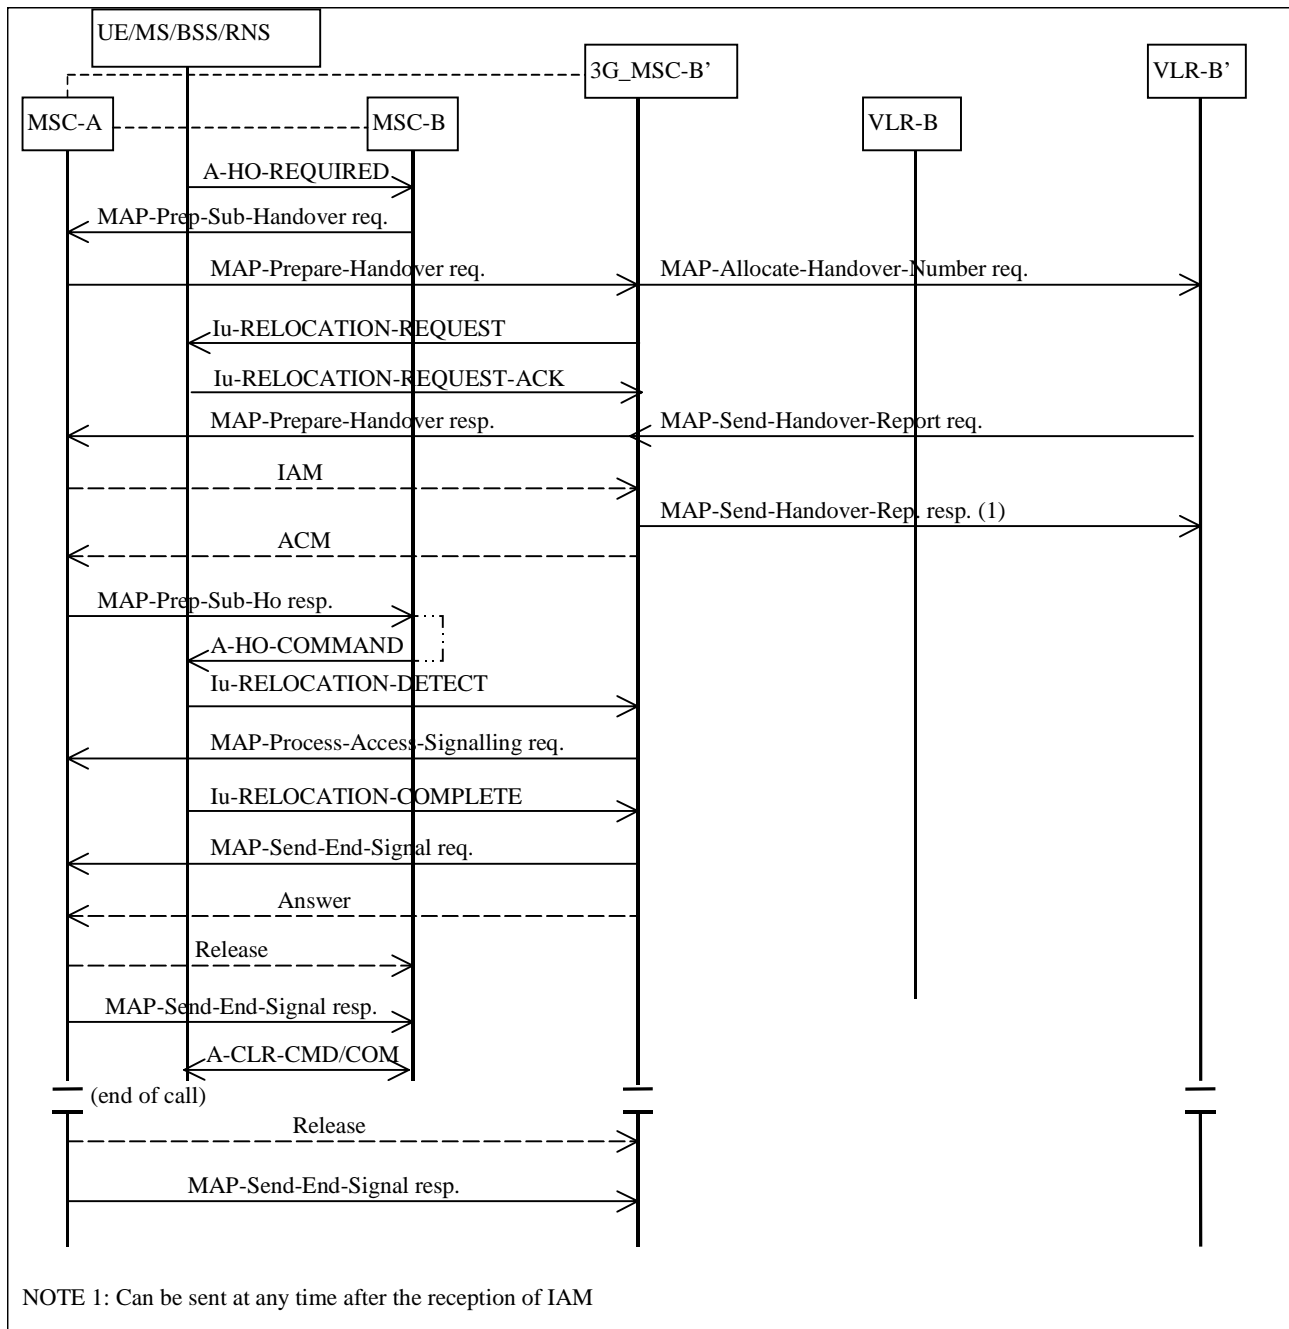 UE/MS/BSS/RNS
3G_MSC-B’
VLR-B’
MSC-A
MSC-B
VLR-B
A-HO-REQUIRED
MAP-Prep-Sub-Handover req.
MAP-Prepare-Handover req.
MAP-Allocate-Handover-Number req.
Iu-RELOCATION-REQUEST
Iu-RELOCATION-REQUEST-ACK
MAP-Prepare-Handover resp.
MAP-Send-Handover-Report req.
IAM
MAP-Send-Handover-Rep. resp. (1)
ACM
MAP-Prep-Sub-Ho resp.
A-HO-COMMAND
Iu-RELOCATION-DETECT
MAP-Process-Access-Signalling req.
Iu-RELOCATION-COMPLETE
MAP-Send-End-Signal req.
Answer
Release
MAP-Send-End-Signal resp.
A-CLR-CMD/COM
(end of call)
Release
MAP-Send-End-Signal resp.
NOTE 1: Can be sent at any time after the reception of IAM